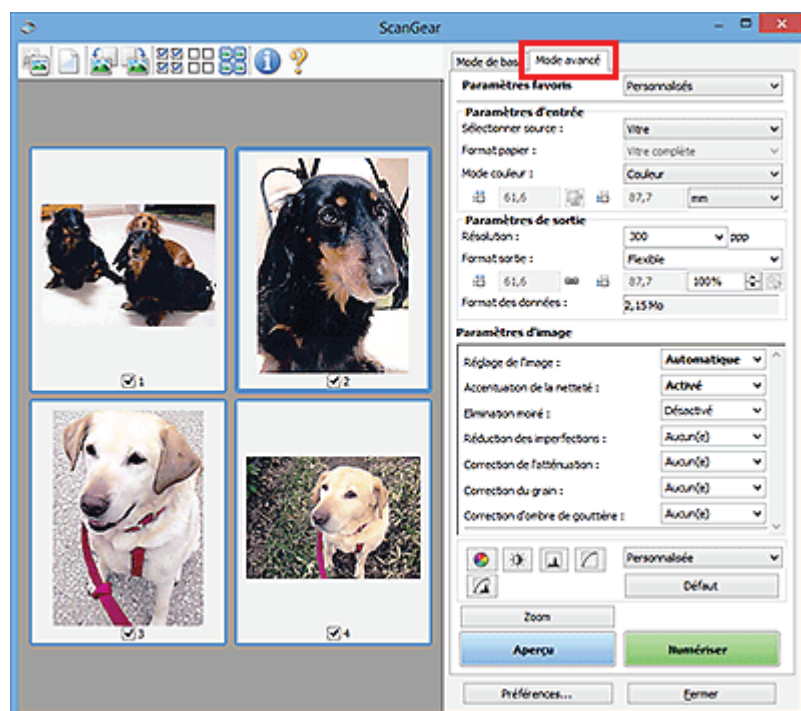 ScanGear
Mode de bas Mode avancé
Paramètres favoris Personnalisés
Paramètres d'entrée
Sélectionner source : Vitre
Format papier : Vitre complète
Mode couleur : Couleur
61,6 87,7 mm
Paramètres de sortie
Résolution : 300 ppp
Format sortie : Flexible
61,6 87,7 100%
Format des données : 2,15 Mo
Paramètres d'image
Réglage de l'image : Automatique
Accentuation de la netteté : Activé
Elimination moiré : Désactivé
Réduction des imperfections : Aucun(e)
Correction de l'atténuation : Aucun(e)
Correction du grain : Aucun(e)
Correction d'ombre de gouttière : Aucun(e)
Personnalisée
Défaut
Zoom
Aperçu Numériser
Préférences... Fermer
1
2
3
4